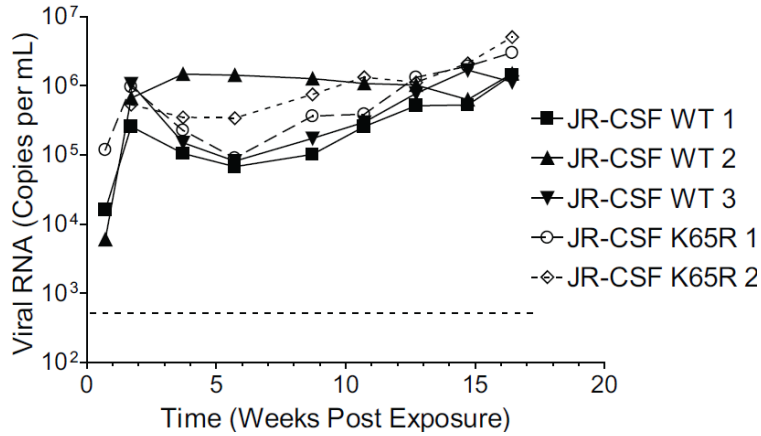 Viral RNA (Copies per mL)
10⁷
10⁶
10⁵
10⁴
10³
10²
0 5 10 15 20
Time (Weeks Post Exposure)
JR-CSF WT 1
JR-CSF WT 2
JR-CSF WT 3
JR-CSF K65R 1
JR-CSF K65R 2